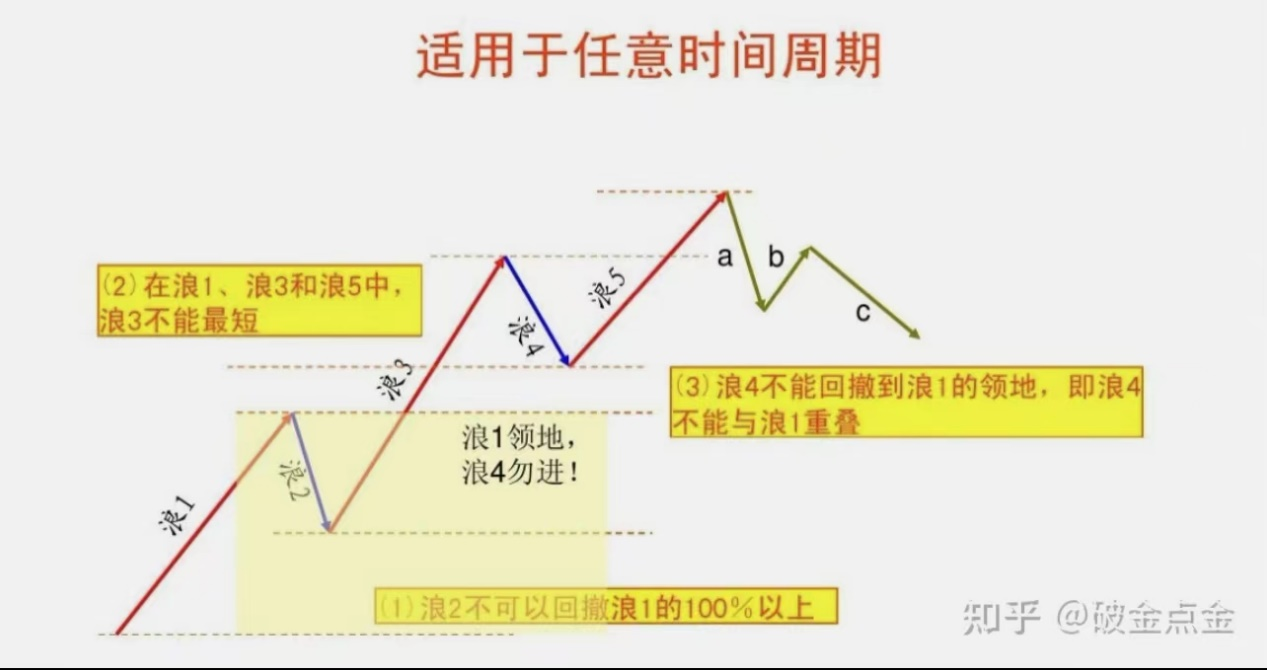 适用于任意时间周期
(2)在浪1、浪3和浪5中，
浪3不能最短
浪1
浪2
浪3
浪4
浪5
a
b
c
(3)浪4不能回撤到浪1的领地，即浪4
不能与浪1重叠
浪1领地，
浪4勿进！
(1)浪2不可以回撤浪1的100%以上
知乎 @破金点金